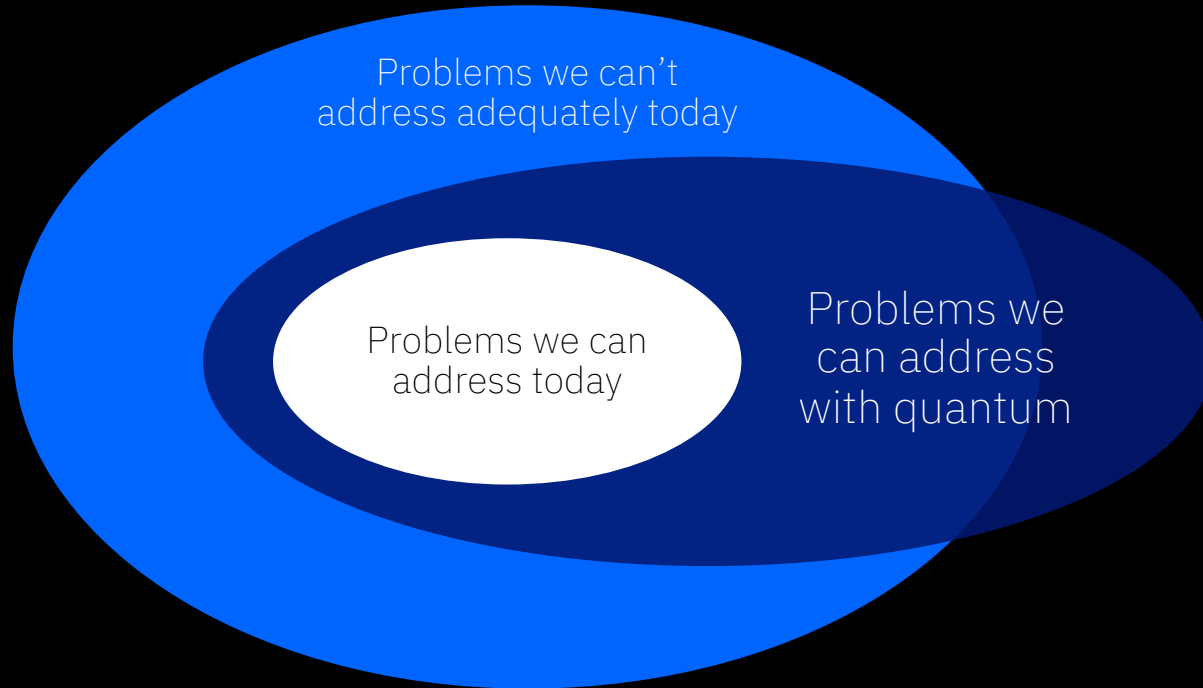 Problems we can’t
address adequately today
Problems we can
address today
Problems we
can address
with quantum